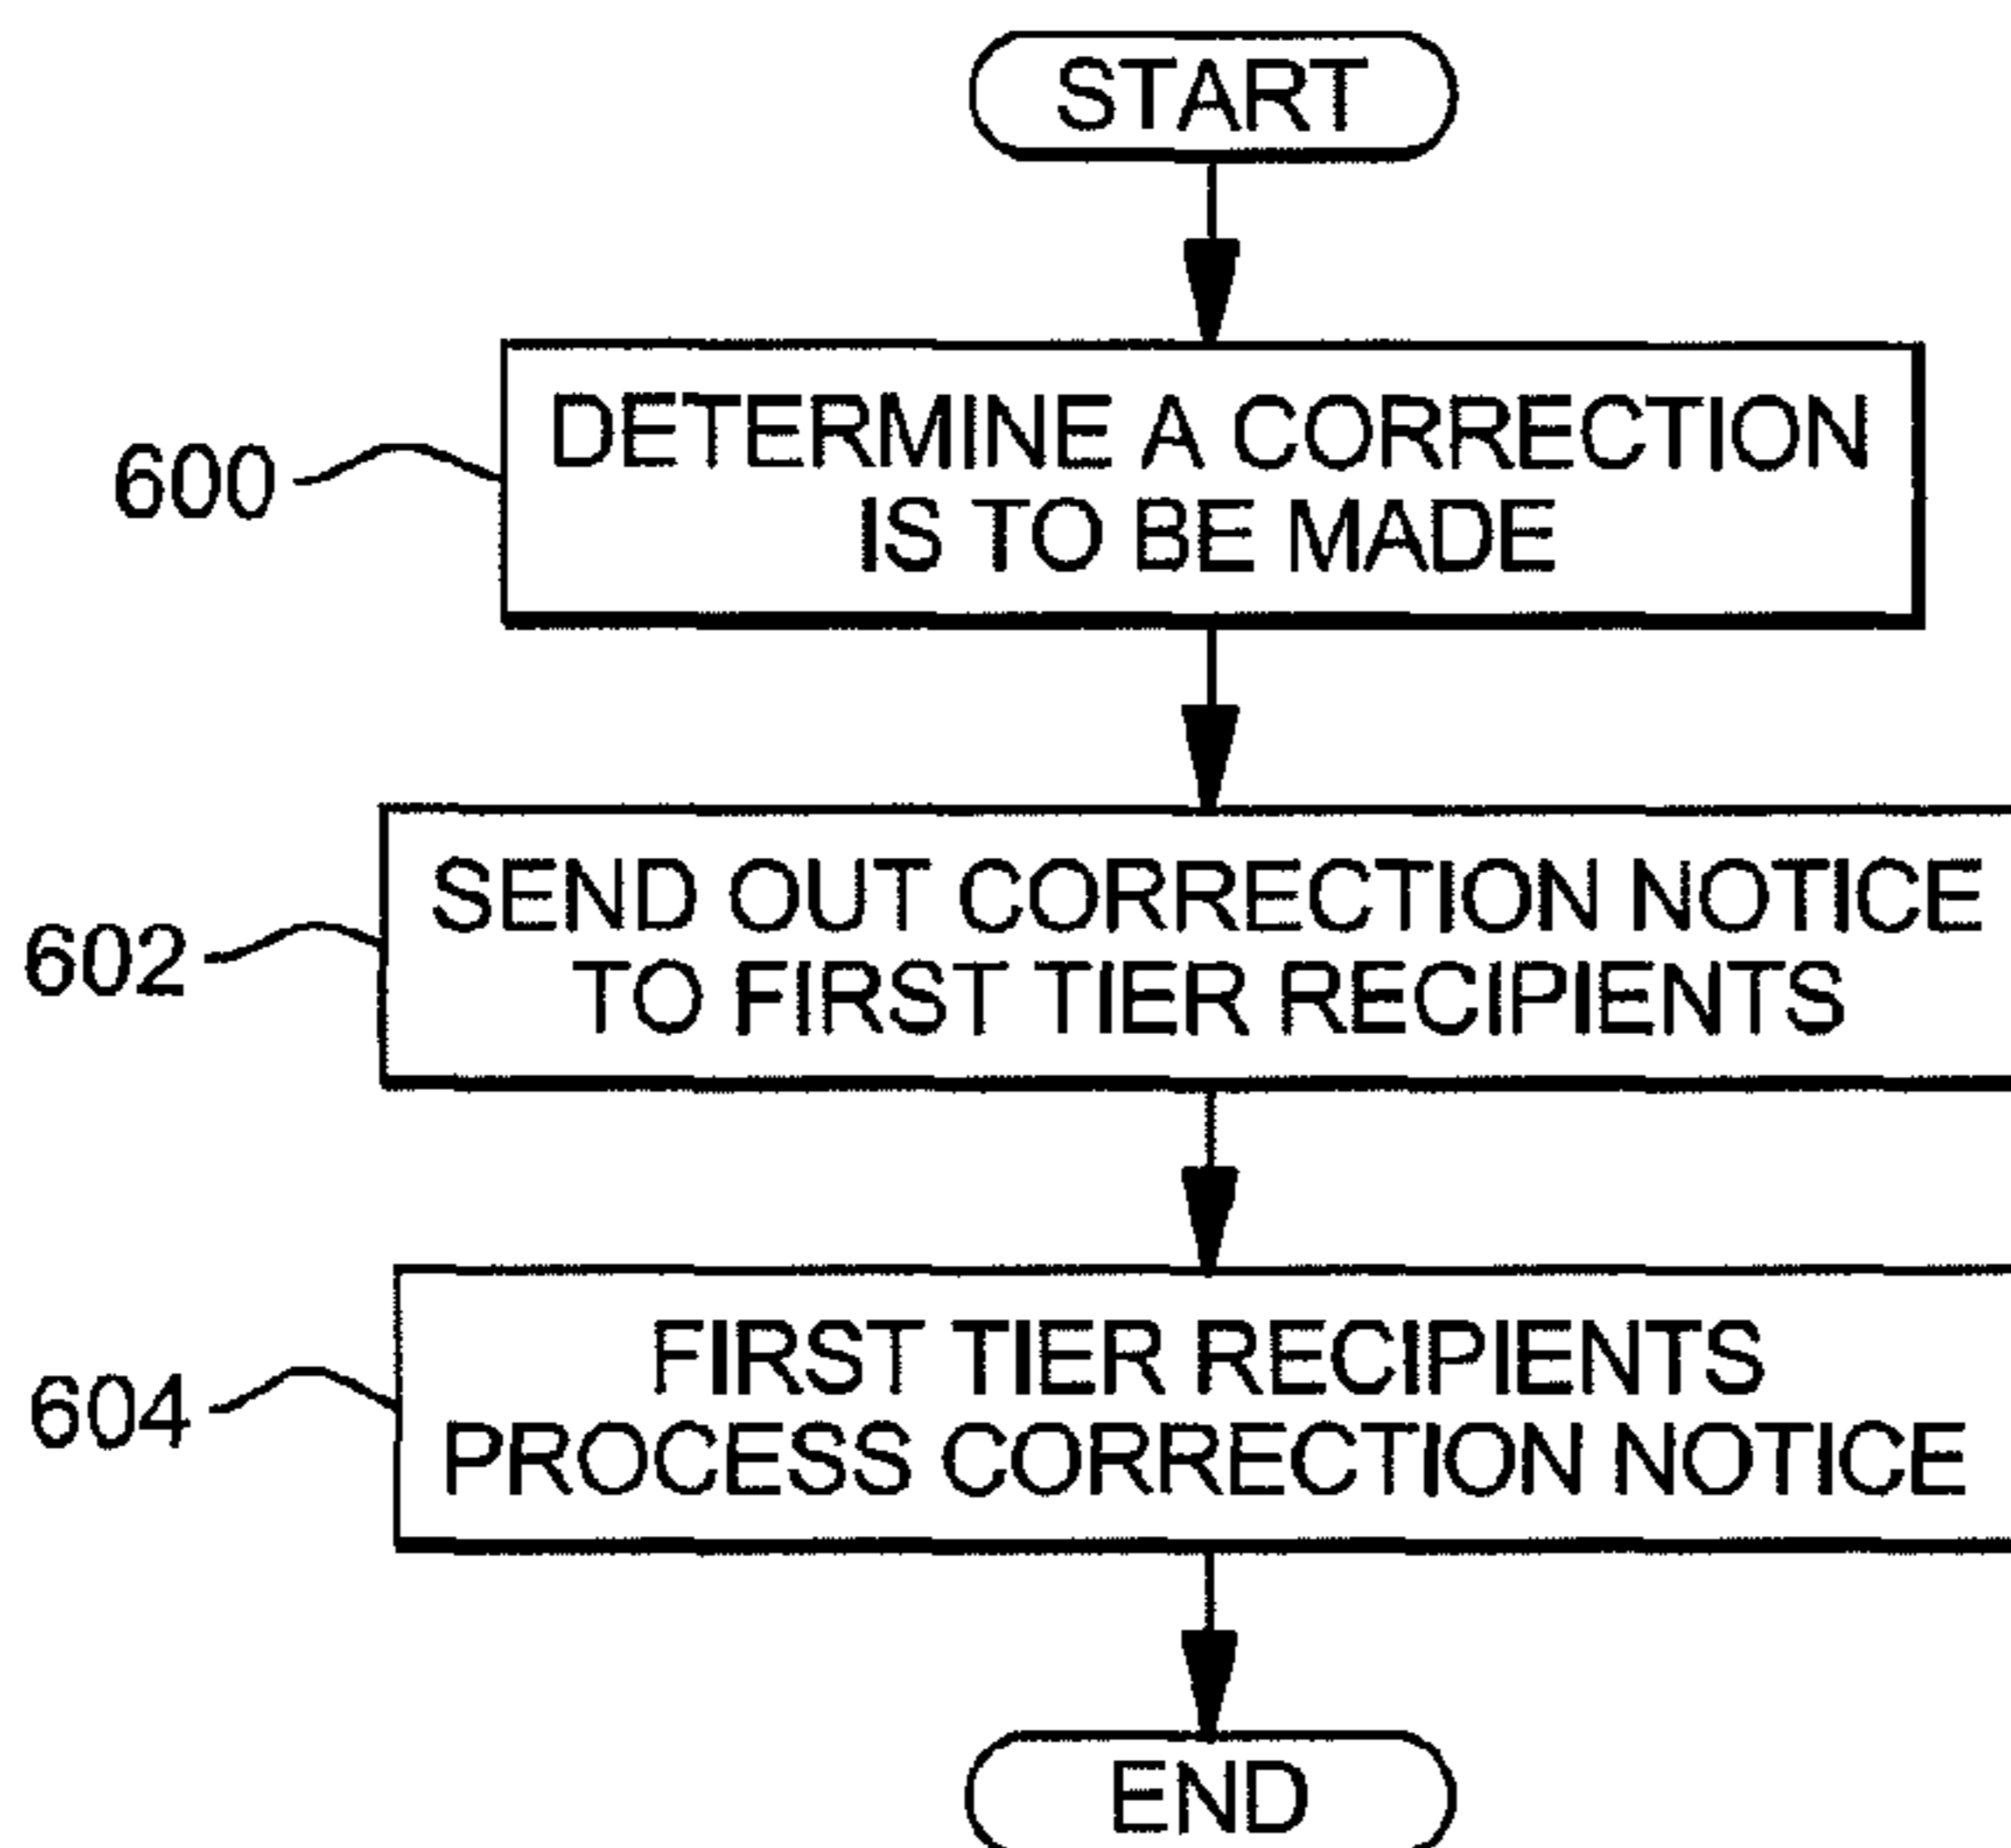 START
600
DETERMINE A CORRECTION
IS TO BE MADE
602
SEND OUT CORRECTION NOTICE
TO FIRST TIER RECIPIENTS
604
FIRST TIER RECIPIENTS
PROCESS CORRECTION NOTICE
END